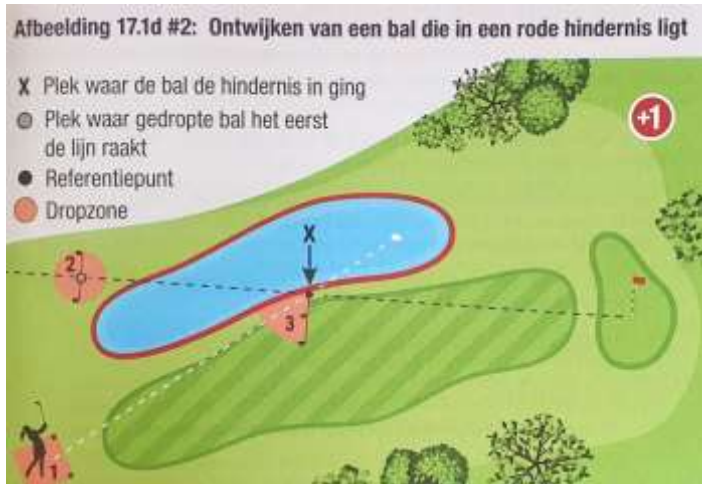 Afbeelding 17.1d #2: Ontwijken van een bal die in een rode hindernis ligt
X Plek waar de bal de hindernis in ging
Plek waar gedropte bal het eerst
de lijn raakt
Referentiepunt
Dropzone
+1
X
2
3
1